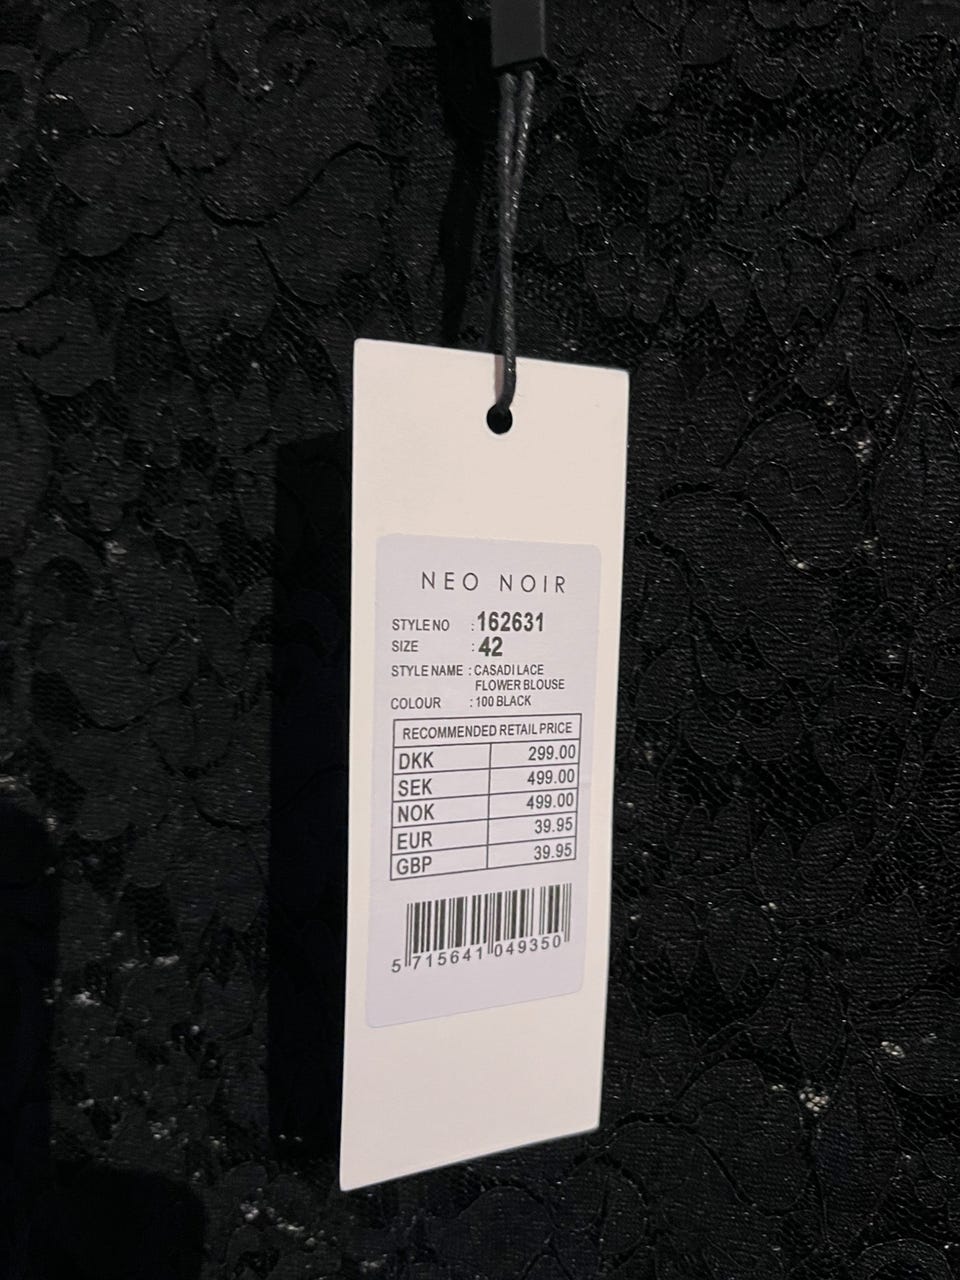 NEO NOIR
STYLE NO : 162631
SIZE : 42
STYLE NAME : CASADI LACE
FLOWER BLOUSE
COLOUR : 100 BLACK
RECOMMENDED RETAIL PRICE
DKK 299.00
SEK 499.00
NOK 499.00
EUR 39.95
GBP 39.95
5 715641 049350